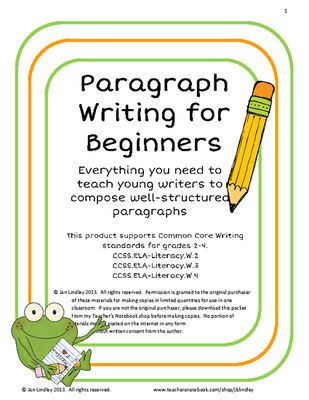 1
Paragraph
Writing for
Beginners
Everything you need to
teach young writers to
compose well-structured
paragraphs
This product supports Common Core Writing
standards for grades 2-4.
CCSS.ELA-Literacy.W.2
CCSS.ELA-Literacy.W.3
CCSS.ELA-Literacy.W.4
© Jan Lindley 2013. All rights reserved. Permission is granted to the original purchaser
of these materials for making copies in limited quantities for use in one
classroom. If you are not the original purchaser, please download this packet
from my Teacher's Notebook shop before making copies. No portion of
materials posted on the internet in any form
without written consent from the author.
© Jan Lindley 2013. All rights reserved.
www.teachersnotebook.com/shop/jblindley